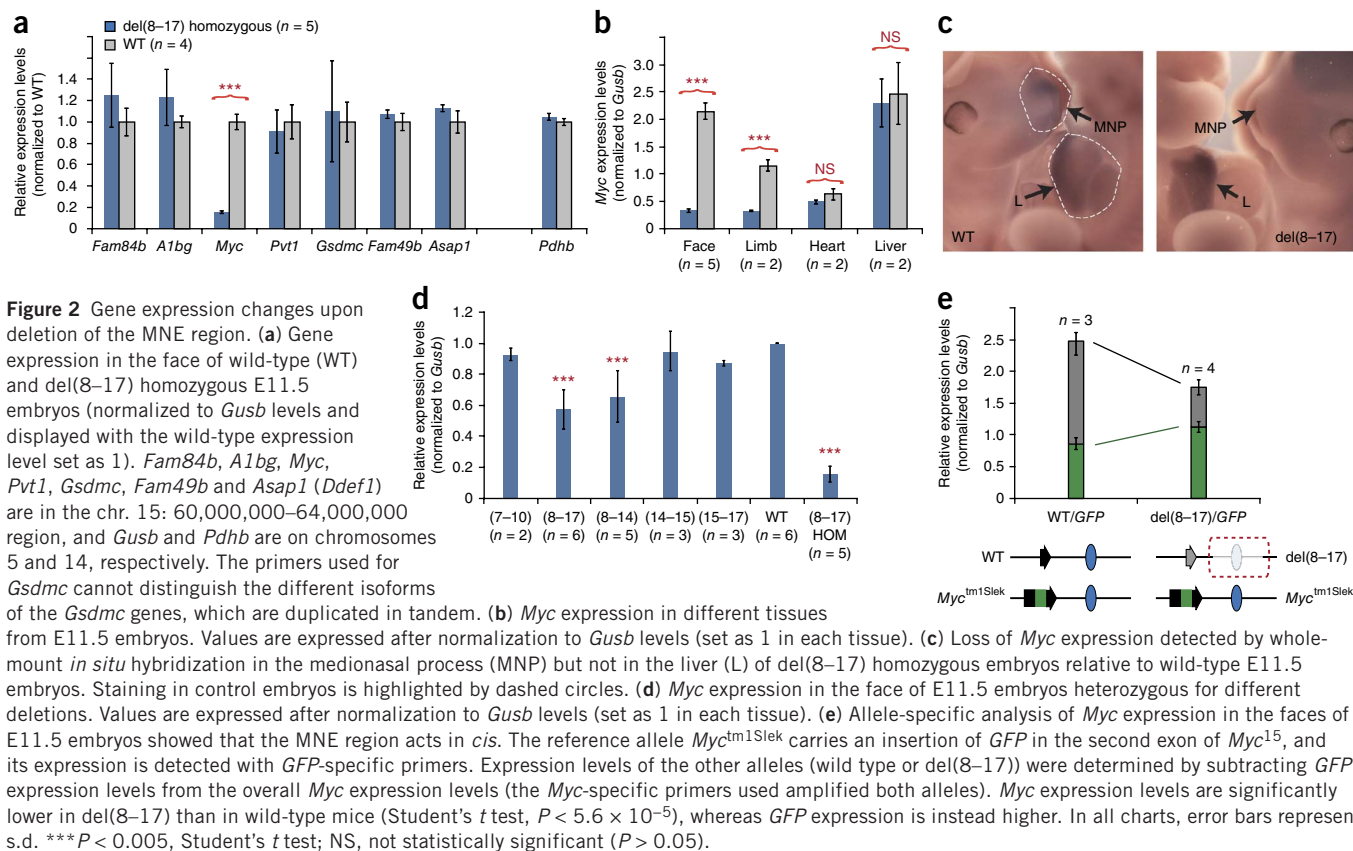 a
del(8–17) homozygous (n = 5)
WT (n = 4)
Relative expression levels
(normalized to WT)
1.4
1.2
1.0
0.8
0.6
0.4
0.2
0
***
Fam84b
A1bg
Myc
Pvt1
Gsdmc
Fam49b
Asap1
Pdhb
b
Myc expression levels
(normalized to Gusb)
3.0
2.5
2.0
1.5
1.0
0.5
0
***
***
NS
NS
Face
(n = 5)
Limb
(n = 2)
Heart
(n = 2)
Liver
(n = 2)
c
MNP
L
WT
MNP
L
del(8–17)
Figure 2 Gene expression changes upon
deletion of the MNE region. (a) Gene
expression in the face of wild-type (WT)
and del(8–17) homozygous E11.5
embryos (normalized to Gusb levels and
displayed with the wild-type expression
level set as 1). Fam84b, A1bg, Myc,
Pvt1, Gsdmc, Fam49b and Asap1 (Ddef1)
are in the chr. 15: 60,000,000–64,000,000
region, and Gusb and Pdhb are on chromosomes
5 and 14, respectively. The primers used for
Gsdmc cannot distinguish the different isoforms
of the Gsdmc genes, which are duplicated in tandem. (b) Myc expression in different tissues
from E11.5 embryos. Values are expressed after normalization to Gusb levels (set as 1 in each tissue). (c) Loss of Myc expression detected by whole-
mount in situ hybridization in the medionasal process (MNP) but not in the liver (L) of del(8–17) homozygous embryos relative to wild-type E11.5
embryos. Staining in control embryos is highlighted by dashed circles. (d) Myc expression in the face of E11.5 embryos heterozygous for different
deletions. Values are expressed after normalization to Gusb levels (set as 1 in each tissue). (e) Allele-specific analysis of Myc expression in the faces of
E11.5 embryos showed that the MNE region acts in cis. The reference allele Myc^tm1Slek carries an insertion of GFP in the second exon of Myc^15, and
its expression is detected with GFP-specific primers. Expression levels of the other alleles (wild type or del(8–17)) were determined by subtracting GFP
expression levels from the overall Myc expression levels (the Myc-specific primers used amplified both alleles). Myc expression levels are significantly
lower in del(8–17) than in wild-type mice (Student's t test, P < 5.6 × 10^−5), whereas GFP expression is instead higher. In all charts, error bars represen
s.d. ***P < 0.005, Student's t test; NS, not statistically significant (P > 0.05).
d
Relative expression levels
(normalized to Gusb)
1.2
1.0
0.8
0.6
0.4
0.2
0
***
***
***
(7–10)
(n = 2)
(8–17)
(n = 6)
(8–14)
(n = 5)
(14–15)
(n = 3)
(15–17)
(n = 3)
WT
(n = 6)
(8–17)
HOM
(n = 5)
e
Relative expression levels
(normalized to Gusb)
2.5
2.0
1.5
1.0
0.5
0
n = 3
n = 4
WT/GFP
del(8–17)/GFP
WT
del(8–17)
Myc^tm1Slek
Myc^tm1Slek